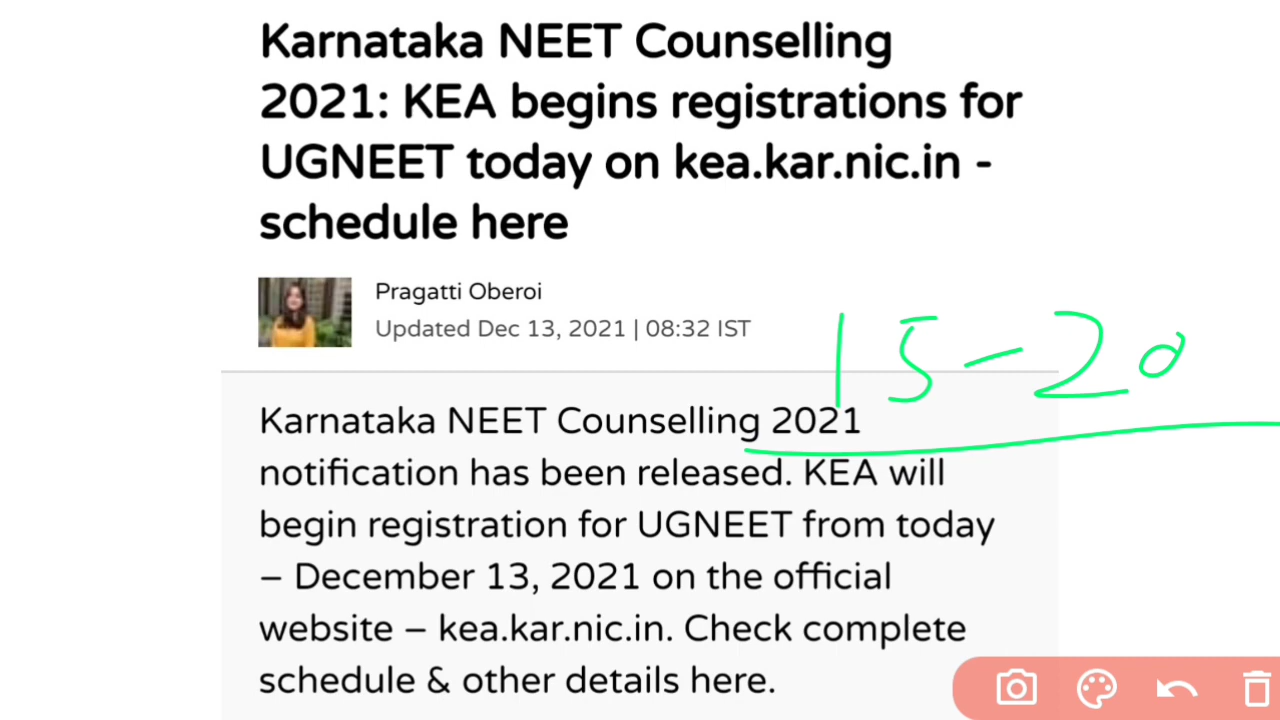 Karnataka NEET Counselling
2021: KEA begins registrations for
UGNEET today on kea.kar.nic.in -
schedule here
Pragatti Oberoi
Updated Dec 13, 2021 | 08:32 IST
15-20
Karnataka NEET Counselling 2021
notification has been released. KEA will
begin registration for UGNEET from today
– December 13, 2021 on the official
website – kea.kar.nic.in. Check complete
schedule & other details here.